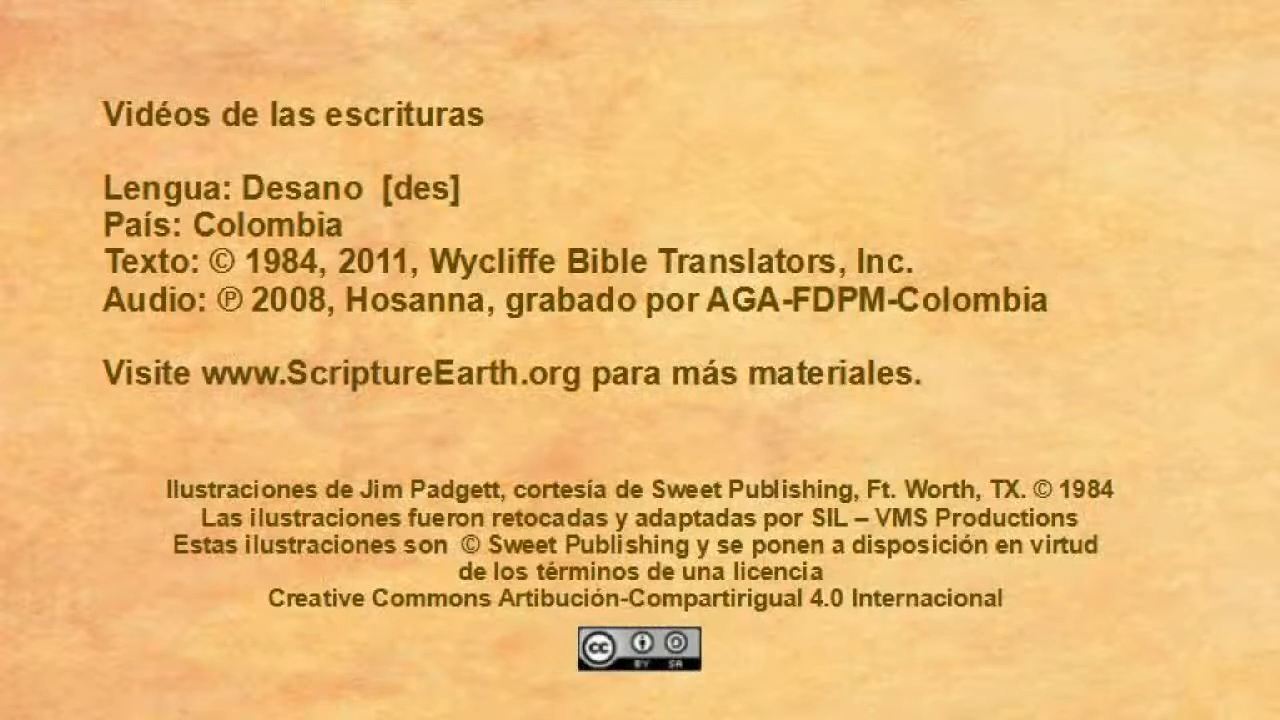 Vidéos de las escrituras
Lengua: Desano [des]
País: Colombia
Texto: © 1984, 2011, Wycliffe Bible Translators, Inc.
Audio: ℗ 2008, Hosanna, grabado por AGA-FDPM-Colombia
Visite www.ScriptureEarth.org para más materiales.
Ilustraciones de Jim Padgett, cortesía de Sweet Publishing, Ft. Worth, TX. © 1984
Las ilustraciones fueron retocadas y adaptadas por SIL – VMS Productions
Estas ilustraciones son © Sweet Publishing y se ponen a disposición en virtud
de los términos de una licencia
Creative Commons Artibución-Compartirigual 4.0 Internacional
cc BY SA